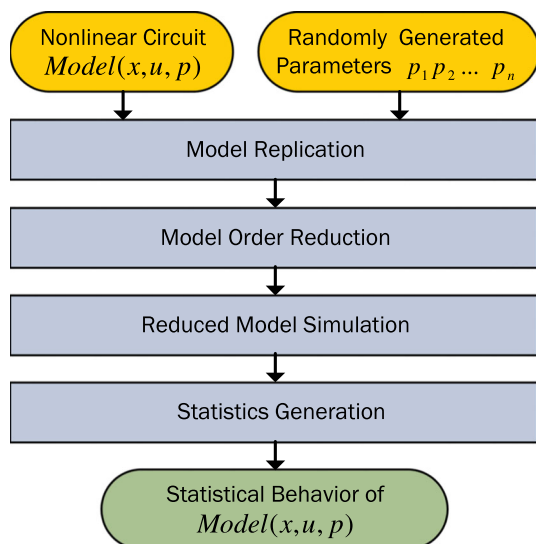 Nonlinear Circuit
Model(x,u, p)
Randomly Generated
Parameters p₁ p₂ ... pₙ
Model Replication
Model Order Reduction
Reduced Model Simulation
Statistics Generation
Statistical Behavior of
Model(x,u, p)